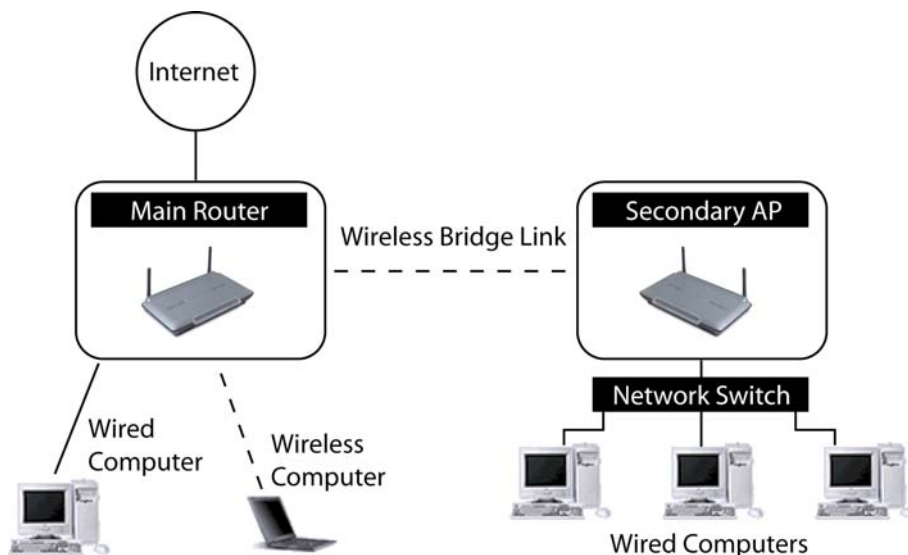 Internet
Main Router
Secondary AP
Wireless Bridge Link
Network Switch
Wired
Computer
Wireless
Computer
Wired Computers